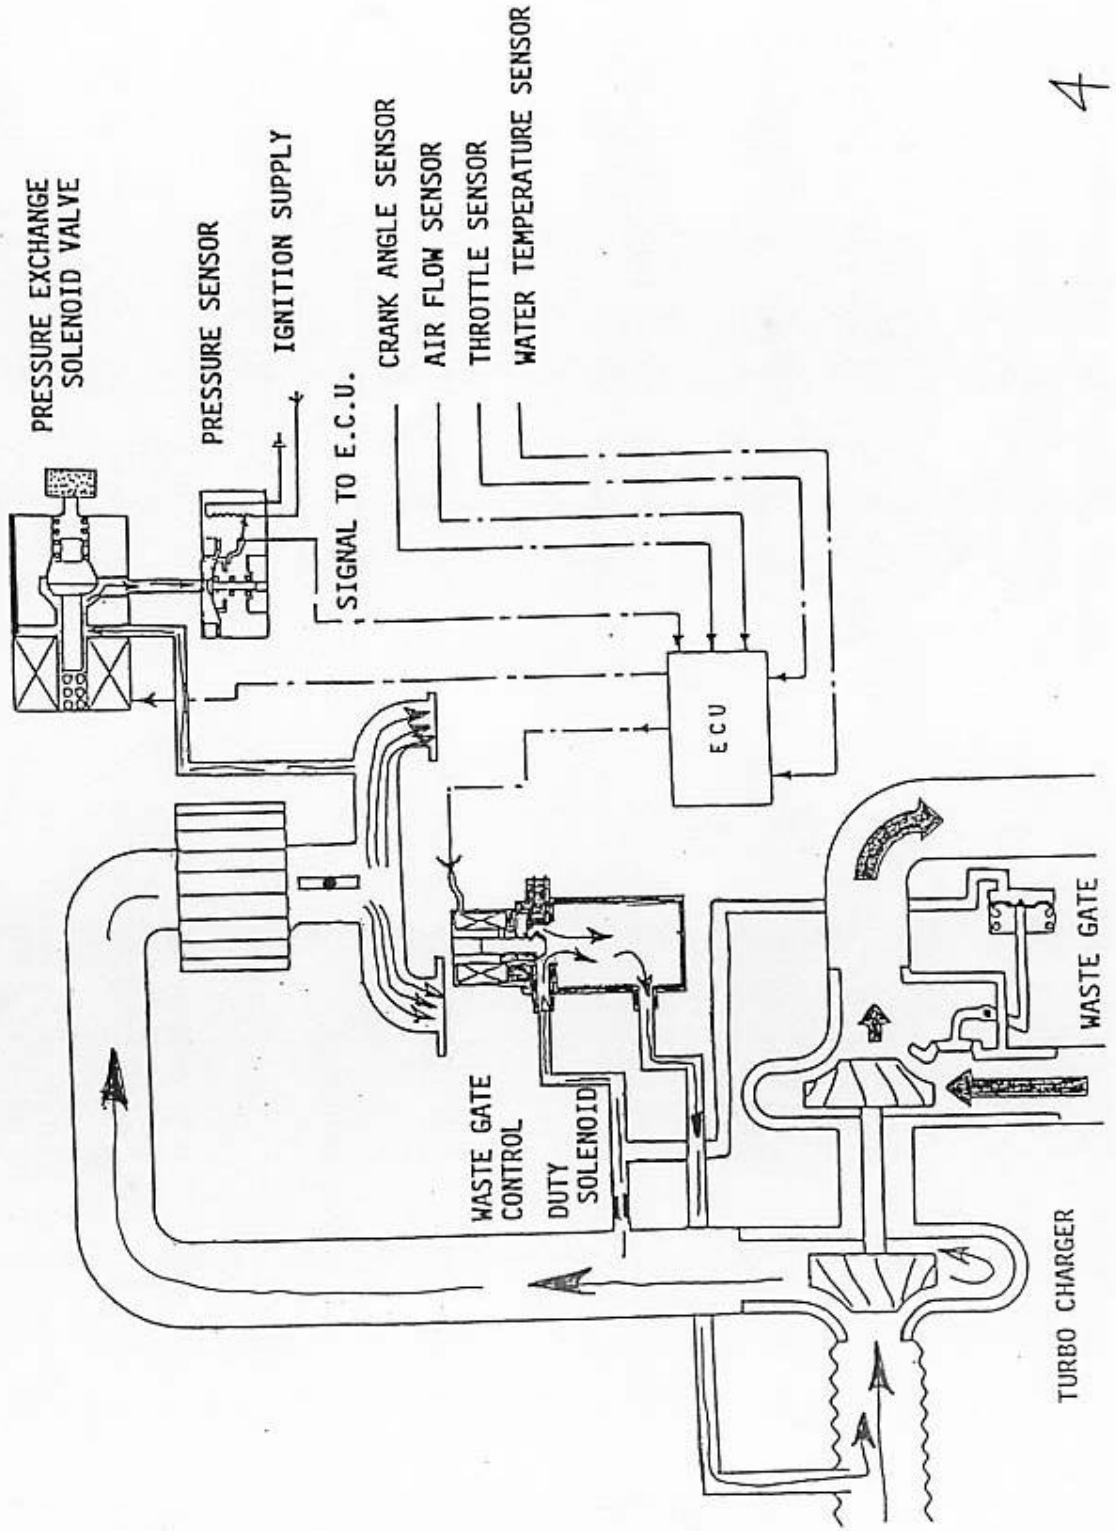 PRESSURE EXCHANGE
SOLENOID VALVE
PRESSURE SENSOR
IGNITION SUPPLY
SIGNAL TO E.C.U.
CRANK ANGLE SENSOR
AIR FLOW SENSOR
THROTTLE SENSOR
WATER TEMPERATURE SENSOR
ECU
WASTE GATE
CONTROL
DUTY
SOLENOID
WASTE GATE
TURBO CHARGER
4